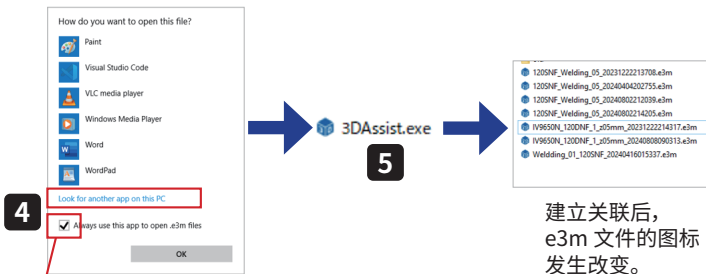 How do you want to open this file?
Paint
Visual Studio Code
VLC media player
Windows Media Player
Word
WordPad
Look for another app on this PC
4
Always use this app to open .e3m files
OK
3DAssist.exe
5
120SNF_Welding_05_20231222213708.e3m
120SNF_Welding_05_20240404202755.e3m
120SNF_Welding_05_20240802212039.e3m
120SNF_Welding_05_20240802214205.e3m
IV9650N_120DNF_1_z05mm_20231222214317.e3m
IV9650N_120DNF_1_z05mm_20240808090313.e3m
Weldding_01_120SNF_20240416015337.e3m
建立关联后，
e3m 文件的图标
发生改变。